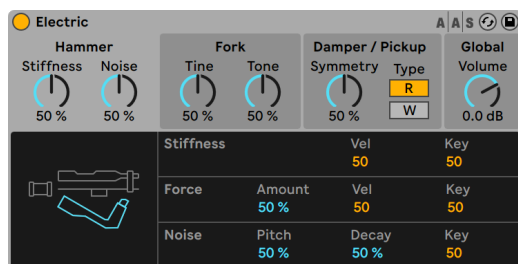 Electric A A S
Hammer Fork Damper / Pickup Global
Stiffness Noise Tine Tone Symmetry Type Volume
R
W
50 % 50 % 50 % 50 % 50 % 0.0 dB
Stiffness Vel Key
50 50
Force Amount Vel Key
50 % 50 50
Noise Pitch Decay Key
50 % 50 % 50